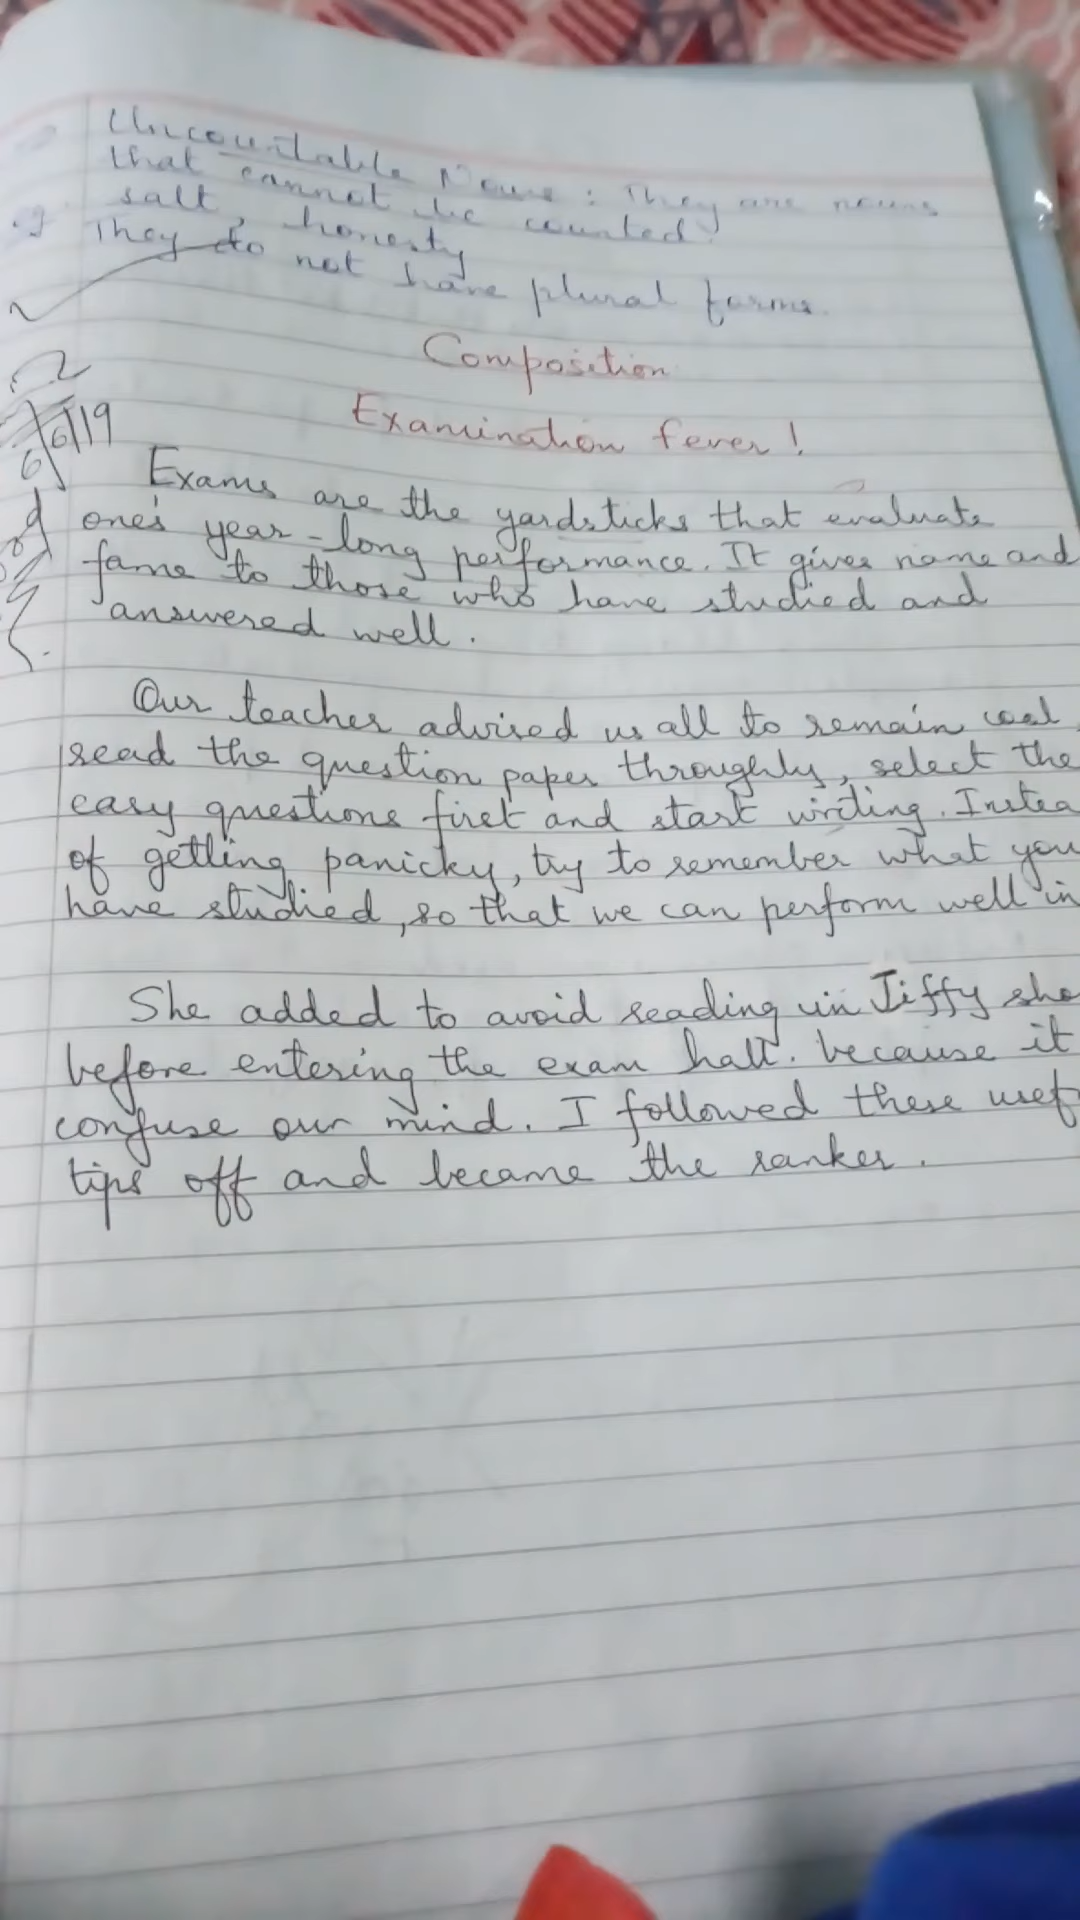 Uncountable Nouns : They are nouns
that cannot be counted.
eg salt, honesty
They do not have plural forms.
Composition
Examination fever!
6/6/19
Exams are the yardsticks that evaluate
one's year-long performance. It gives name and
fame to those who have studied and
answered well.
Our teacher advised us all to remain cool
read the question paper throughly, select the
easy questions first and start writing. Instea
of getting panicky, try to remember what you
have studied, so that we can perform well in
She added to avoid reading in Jiffy sho
before entering the exam hall. because it
confuse our mind. I followed these usef
tips off and became the ranker.